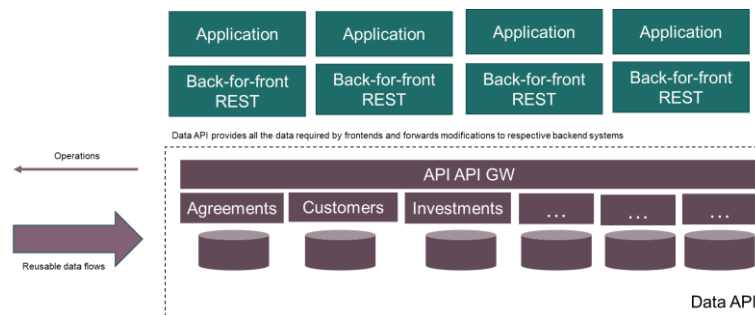 Application
Application
Application
Application
Back-for-front
REST
Back-for-front
REST
Back-for-front
REST
Back-for-front
REST
Data API provides all the data required by frontends and forwards modifications to respective backend systems
Operations
API API GW
Agreements
Customers
Investments
...
...
...
Reusable data flows
Data API